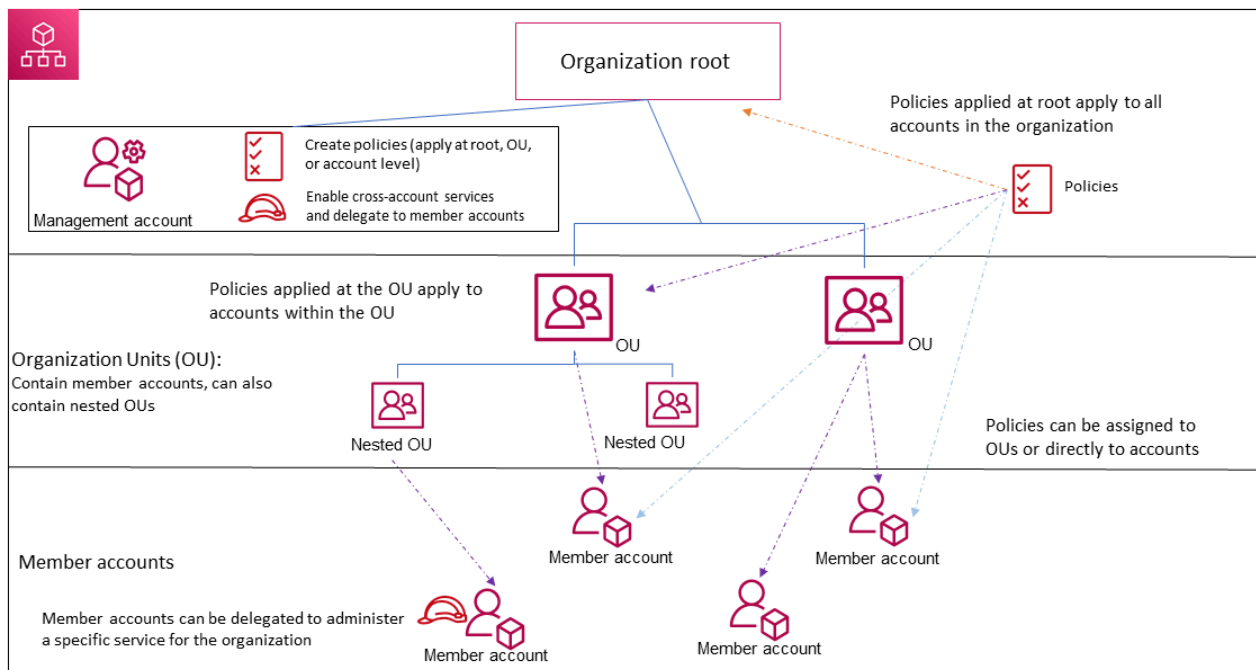 Organization root
Policies applied at root apply to all
accounts in the organization
Create policies (apply at root, OU,
or account level)
Enable cross-account services
and delegate to member accounts
Management account
Policies
Policies applied at the OU apply to
accounts within the OU
OU
OU
Organization Units (OU):
Contain member accounts, can also
contain nested OUs
Nested OU
Nested OU
Policies can be assigned to
OUs or directly to accounts
Member account
Member account
Member accounts
Member accounts can be delegated to administer
a specific service for the organization
Member account
Member account